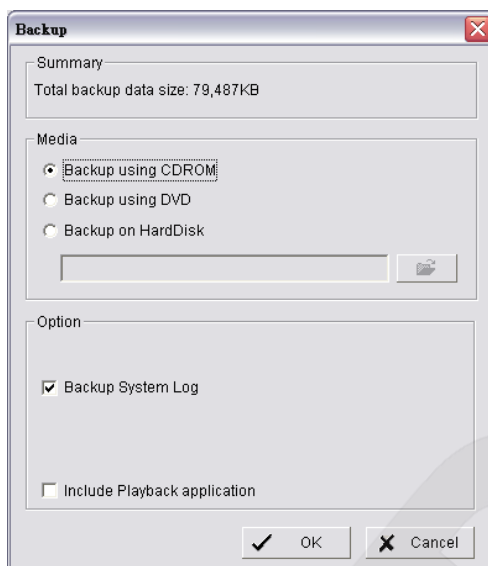 Backup
Summary
Total backup data size: 79,487KB
Media
Backup using CDROM
Backup using DVD
Backup on HardDisk
Option
Backup System Log
Include Playback application
OK
Cancel